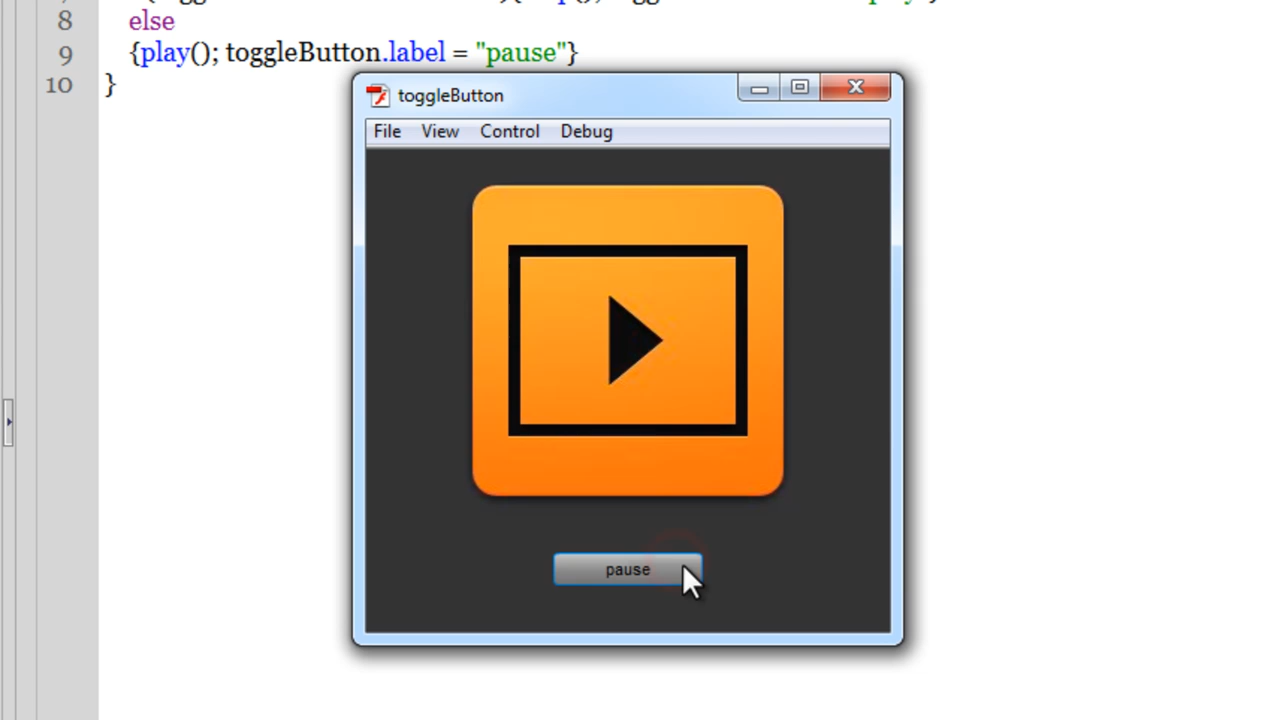 8 else
9 {play(); toggleButton.label = "pause"}
10 }
toggleButton
File View Control Debug
pause